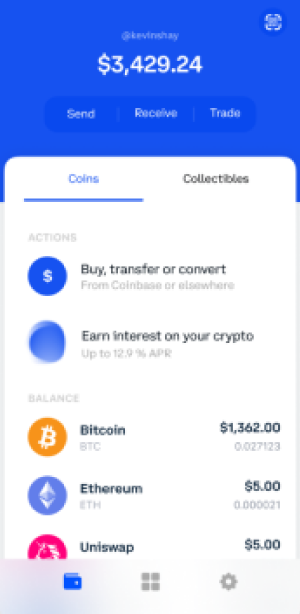 @kevinshay
$3,429.24
Send Receive Trade
Coins Collectibles
ACTIONS
$
Buy, transfer or convert
From Coinbase or elsewhere
Earn interest on your crypto
Up to 12.9 % APR
BALANCE
Bitcoin $1,362.00
BTC 0.027123
Ethereum $5.00
ETH 0.000021
Uniswap $5.00